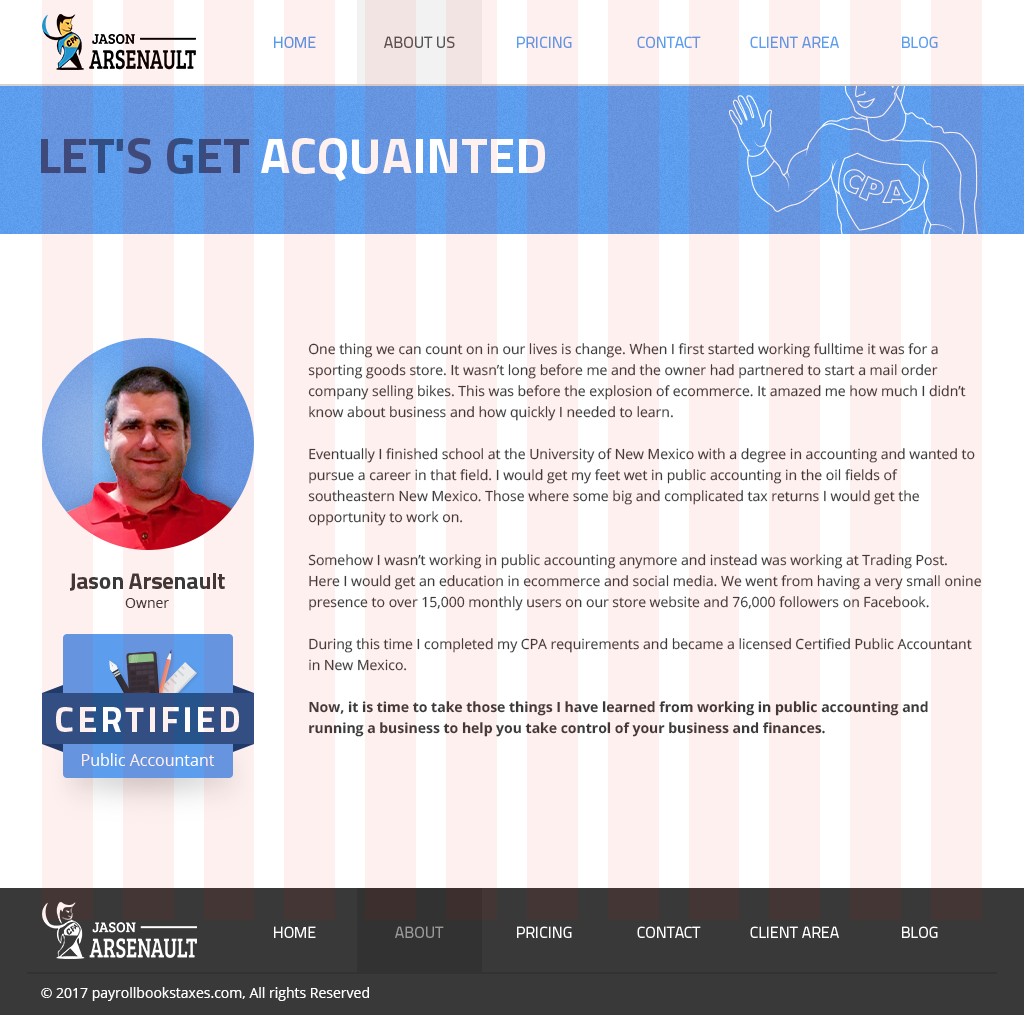 CPA
JASON
ARSENAULT
HOME
ABOUT US
PRICING
CONTACT
CLIENT AREA
BLOG
LET'S GET ACQUAINTED
CPA
One thing we can count on in our lives is change. When I first started working fulltime it was for a
sporting goods store. It wasn’t long before me and the owner had partnered to start a mail order
company selling bikes. This was before the explosion of ecommerce. It amazed me how much I didn’t
know about business and how quickly I needed to learn.
Eventually I finished school at the University of New Mexico with a degree in accounting and wanted to
pursue a career in that field. I would get my feet wet in public accounting in the oil fields of
southeastern New Mexico. Those where some big and complicated tax returns I would get the
opportunity to work on.
Somehow I wasn’t working in public accounting anymore and instead was working at Trading Post.
Here I would get an education in ecommerce and social media. We went from having a very small onine
presence to over 15,000 monthly users on our store website and 76,000 followers on Facebook.
During this time I completed my CPA requirements and became a licensed Certified Public Accountant
in New Mexico.
Now, it is time to take those things I have learned from working in public accounting and
running a business to help you take control of your business and finances.
Jason Arsenault
Owner
CERTIFIED
Public Accountant
CPA
JASON
ARSENAULT
HOME
ABOUT
PRICING
CONTACT
CLIENT AREA
BLOG
© 2017 payrollbookstaxes.com, All rights Reserved